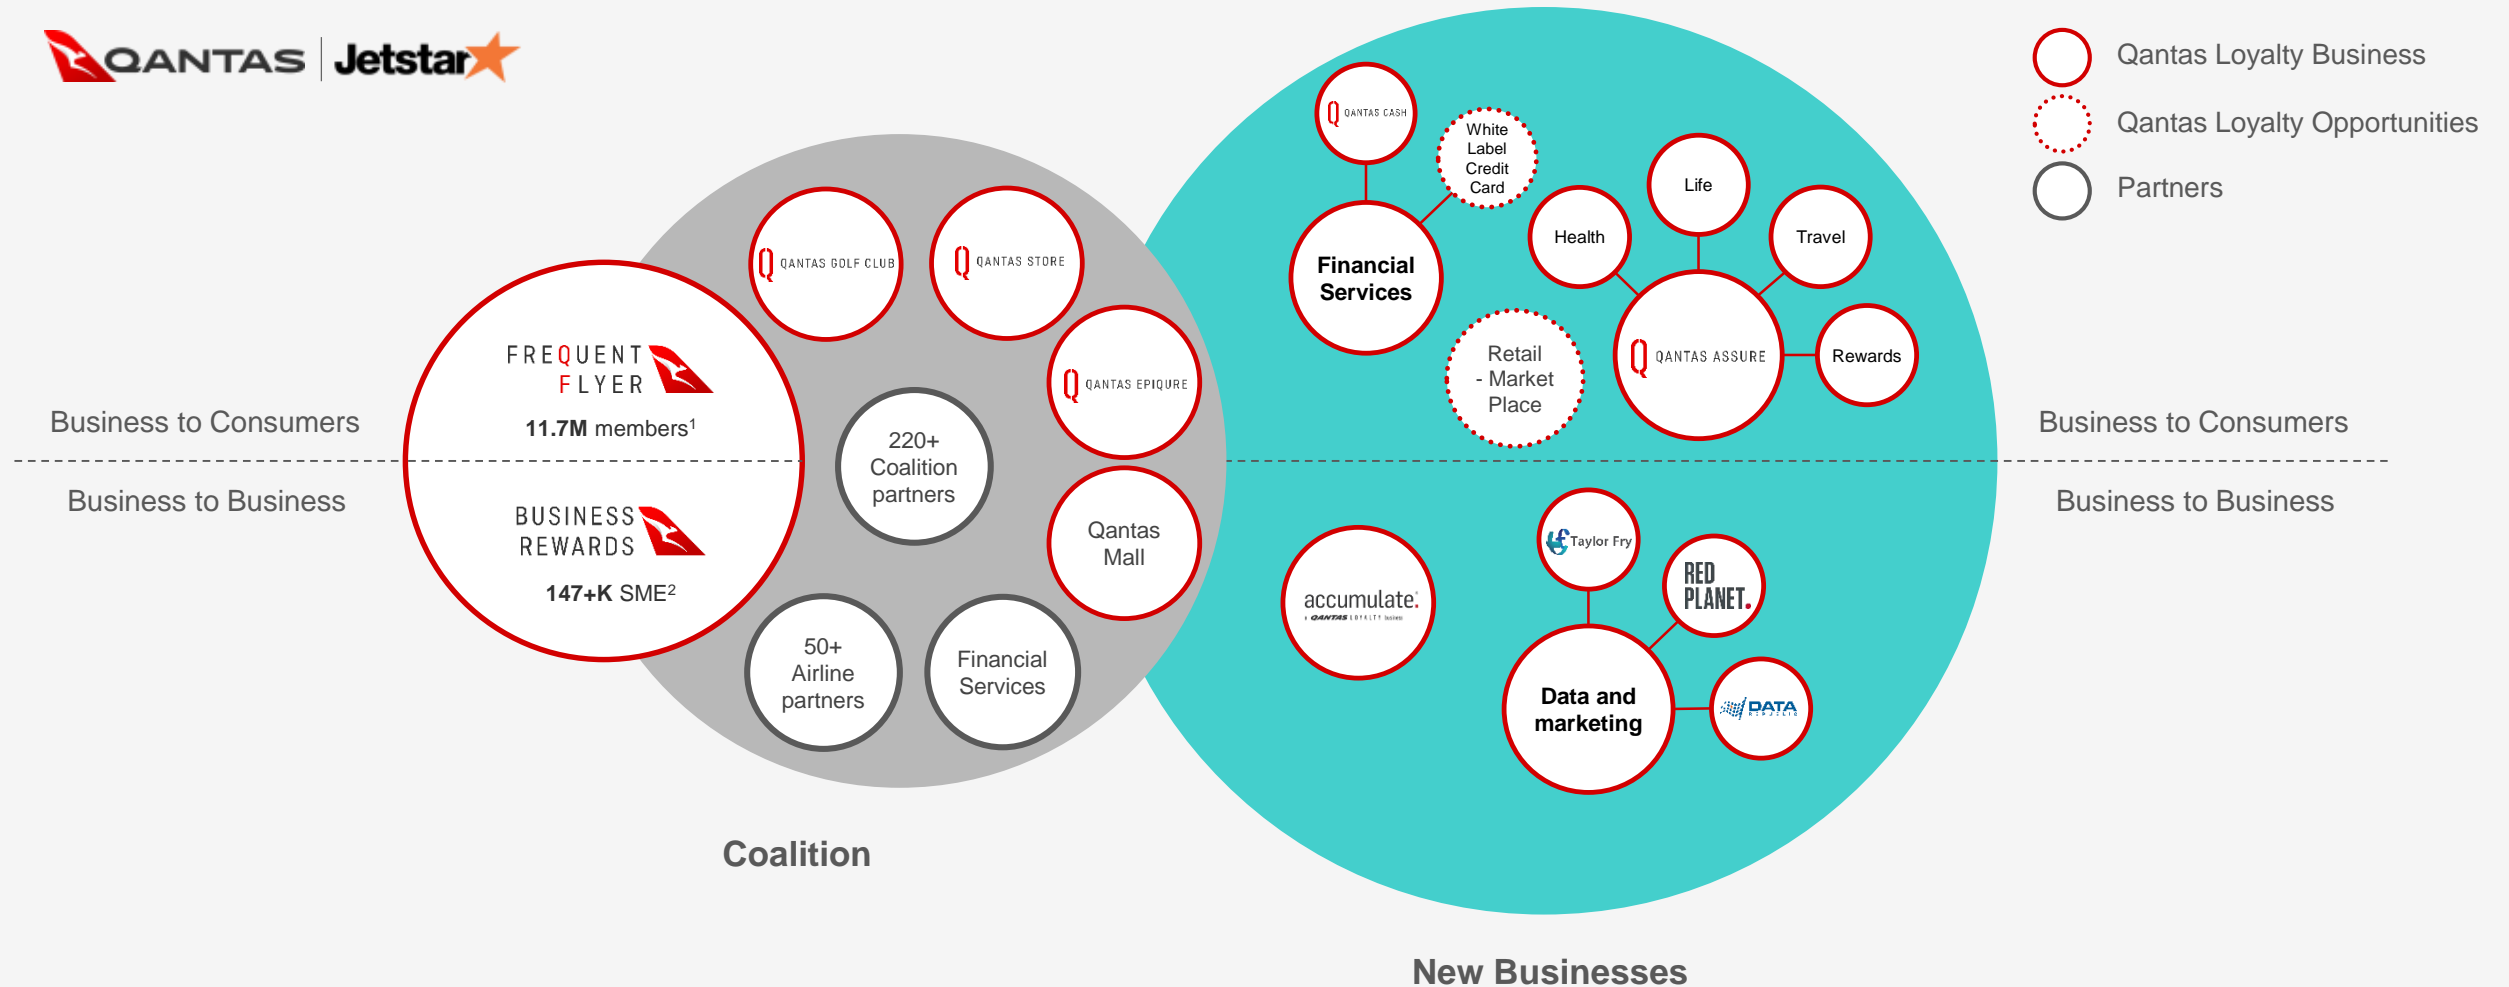 QANTAS
Jetstar
Qantas Loyalty Business
Qantas Loyalty Opportunities
Partners
Business to Consumers
Business to Business
FREQUENT
FLYER
11.7M members¹
BUSINESS
REWARDS
147+K SME²
QANTAS GOLF CLUB
QANTAS STORE
QANTAS EPIQURE
220+
Coalition
partners
Qantas
Mall
50+
Airline
partners
Financial
Services
Coalition
QANTAS CASH
White
Label
Credit
Card
Financial
Services
Health
Life
Travel
Rewards
QANTAS ASSURE
Retail
- Market
Place
accumulate.
A QANTAS LOYALTY business
Taylor Fry
RED
PLANET.
Data and
marketing
DATA
REPUBLIC
Business to Consumers
Business to Business
New Businesses